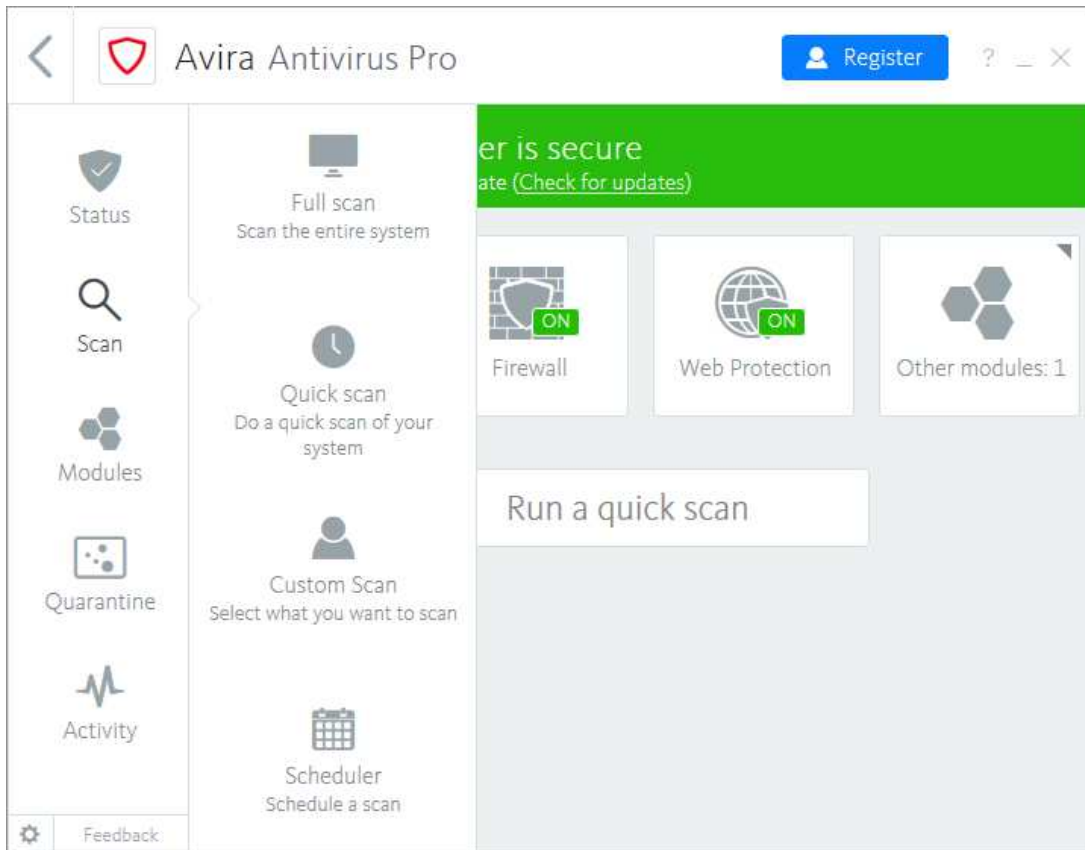 Avira Antivirus Pro
Register
?
Status
Scan
Modules
Quarantine
Activity
Feedback
Full scan
Scan the entire system
Quick scan
Do a quick scan of your
system
Custom Scan
Select what you want to scan
Scheduler
Schedule a scan
er is secure
ate (Check for updates)
ON
Firewall
ON
Web Protection
Other modules: 1
Run a quick scan